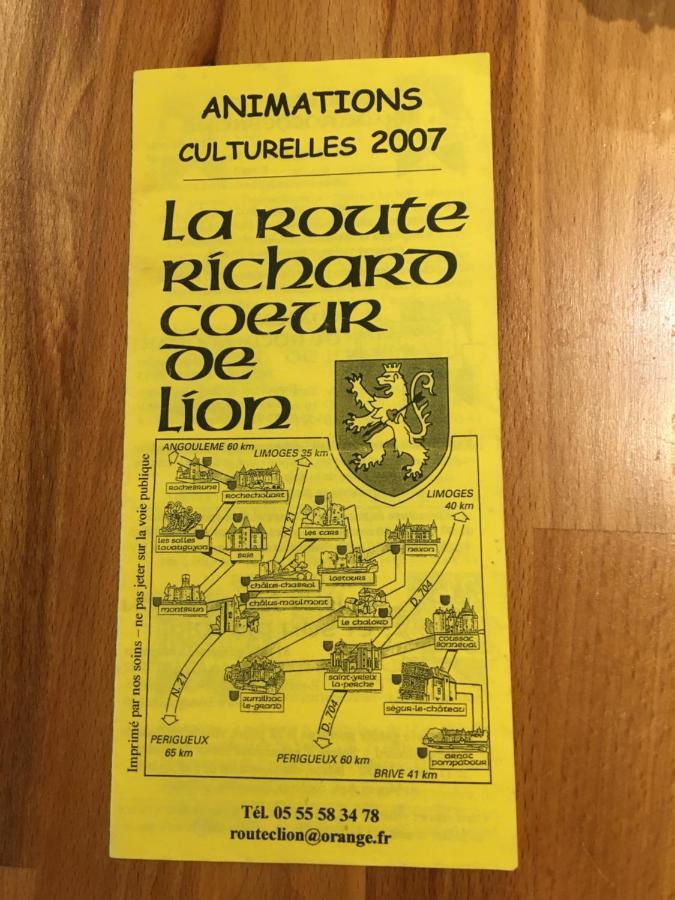 ANIMATIONS
CULTURELLES 2007
La Route
Richard
Coeur
de
Lion
ANGOULEME 60 km
LIMOGES 35 km
Rochebrune
Rochechouart
LIMOGES
40 km
N. 21
Les Salles
Lavauguyon
Brie
Les Cars
Nexon
Châlus-Chabrol
Lastours
Montbrun
Châlus-Maulmont
D. 704
Le Chalard
Coussac
Bonneval
N. 21
Saint-Yrieix
La-Perche
Jumilhac
Le-Grand
Ségur-Le-Château
D. 704
PERIGUEUX
65 km
Arnac
Pompadour
PERIGUEUX 60 km
BRIVE 41 km
Imprimé par nos soins – ne pas jeter sur la voie publique
Tél. 05 55 58 34 78
routeclion@orange.fr